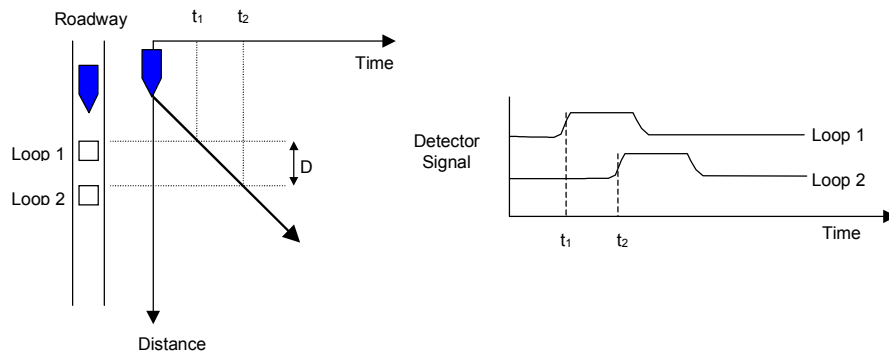 Roadway
t₁
t₂
Time
Loop 1
Loop 2
D
Distance
Detector
Signal
Loop 1
Loop 2
t₁
t₂
Time